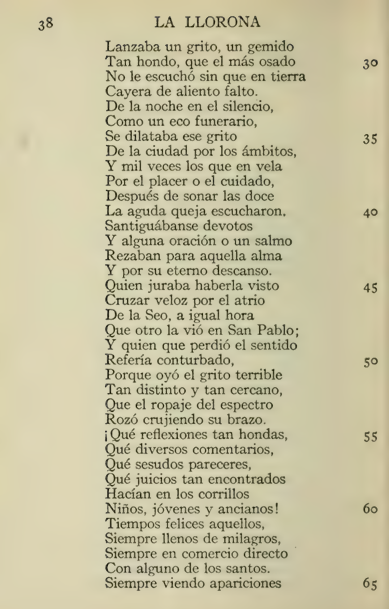 38 LA LLORONA
Lanzaba un grito, un gemido
Tan hondo, que el más osado 30
No le escuchó sin que en tierra
Cayera de aliento falto.
De la noche en el silencio,
Como un eco funerario,
Se dilataba ese grito 35
De la ciudad por los ámbitos,
Y mil veces los que en vela
Por el placer o el cuidado,
Después de sonar las doce
La aguda queja escucharon, 40
Santiguábanse devotos
Y alguna oración o un salmo
Rezaban para aquella alma
Y por su eterno descanso.
Quien juraba haberla visto 45
Cruzar veloz por el atrio
De la Seo, a igual hora
Que otro la vió en San Pablo;
Y quien que perdió el sentido
Refería conturbado, 50
Porque oyó el grito terrible
Tan distinto y tan cercano,
Que el ropaje del espectro
Rozó crujiendo su brazo.
¡Qué reflexiones tan hondas, 55
Qué diversos comentarios,
Qué sesudos pareceres,
Qué juicios tan encontrados
Hacían en los corrillos
Niños, jóvenes y ancianos! 60
Tiempos felices aquellos,
Siempre llenos de milagros,
Siempre en comercio directo
Con alguno de los santos.
Siempre viendo apariciones 65